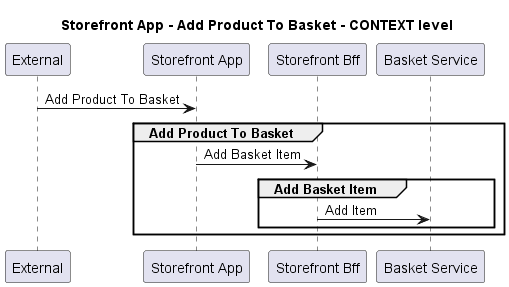 Storefront App - Add Product To Basket - CONTEXT level
External
Storefront App
Storefront Bff
Basket Service
Add Product To Basket
Add Product To Basket
Add Basket Item
Add Basket Item
Add Item
External
Storefront App
Storefront Bff
Basket Service